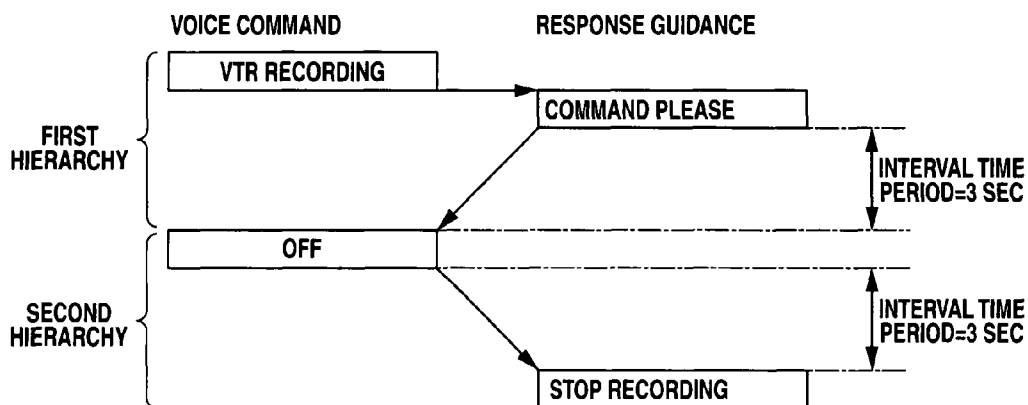 VOICE COMMAND
RESPONSE GUIDANCE
VTR RECORDING
COMMAND PLEASE
FIRST
HIERARCHY
INTERVAL TIME
PERIOD=3 SEC
OFF
SECOND
HIERARCHY
INTERVAL TIME
PERIOD=3 SEC
STOP RECORDING